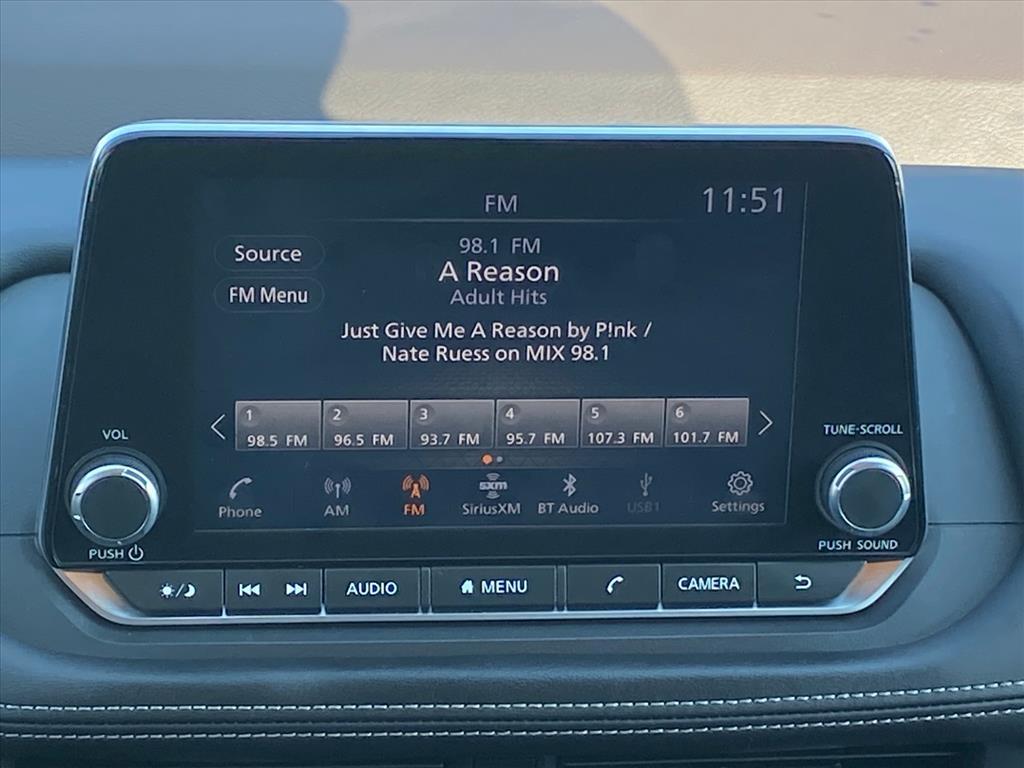 FM
11:51
Source
FM Menu
98.1 FM
A Reason
Adult Hits
Just Give Me A Reason by P!nk /
Nate Ruess on MIX 98.1
1
98.5 FM
2
96.5 FM
3
93.7 FM
4
95.7 FM
5
107.3 FM
6
101.7 FM
Phone
AM
FM
sxm
SiriusXM
BT Audio
USB1
Settings
VOL
PUSH
TUNE·SCROLL
PUSH SOUND
AUDIO
MENU
CAMERA